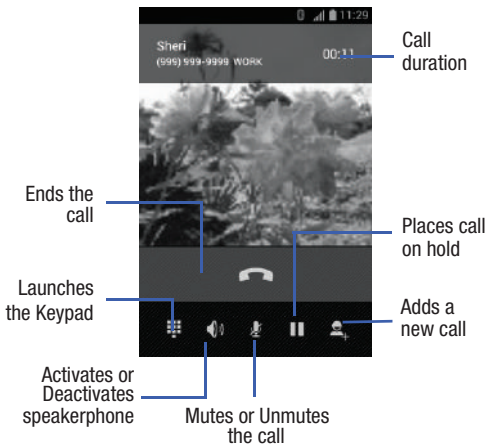 11:29
Sheri
(999) 999-9999 WORK
00:11
Call
duration
Ends the
call
Places call
on hold
Launches
the Keypad
Adds a
new call
Activates or
Deactivates
speakerphone
Mutes or Unmutes
the call